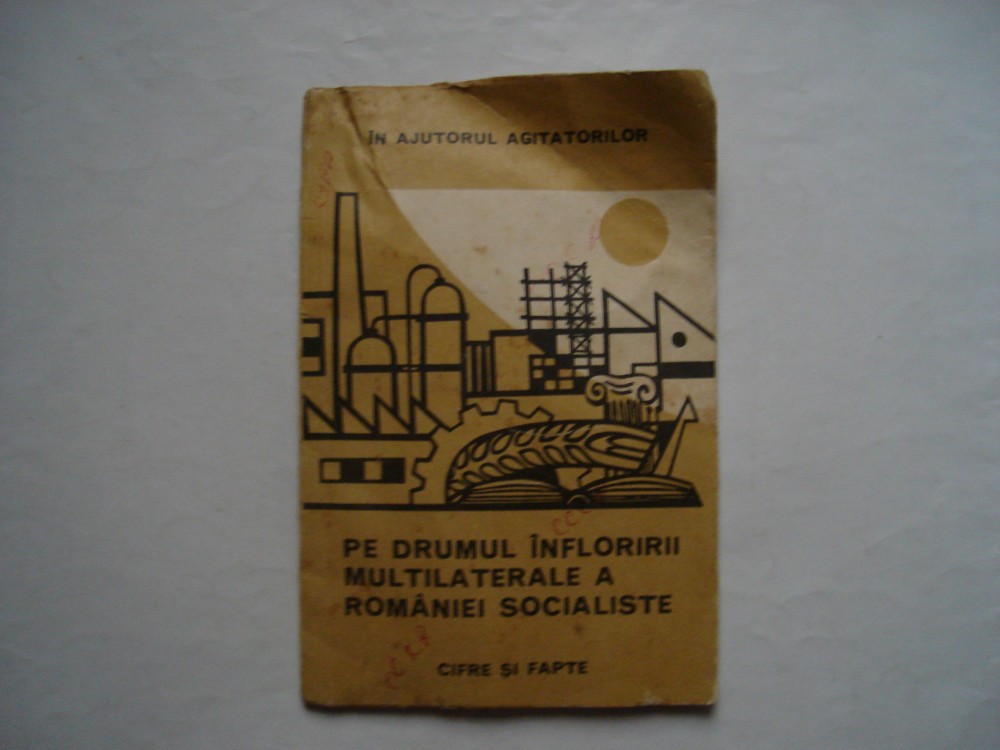 ÎN AJUTORUL AGITATORILOR
PE DRUMUL ÎNFLORIRII
MULTILATERALE A
ROMÂNIEI SOCIALISTE
CIFRE ȘI FAPTE